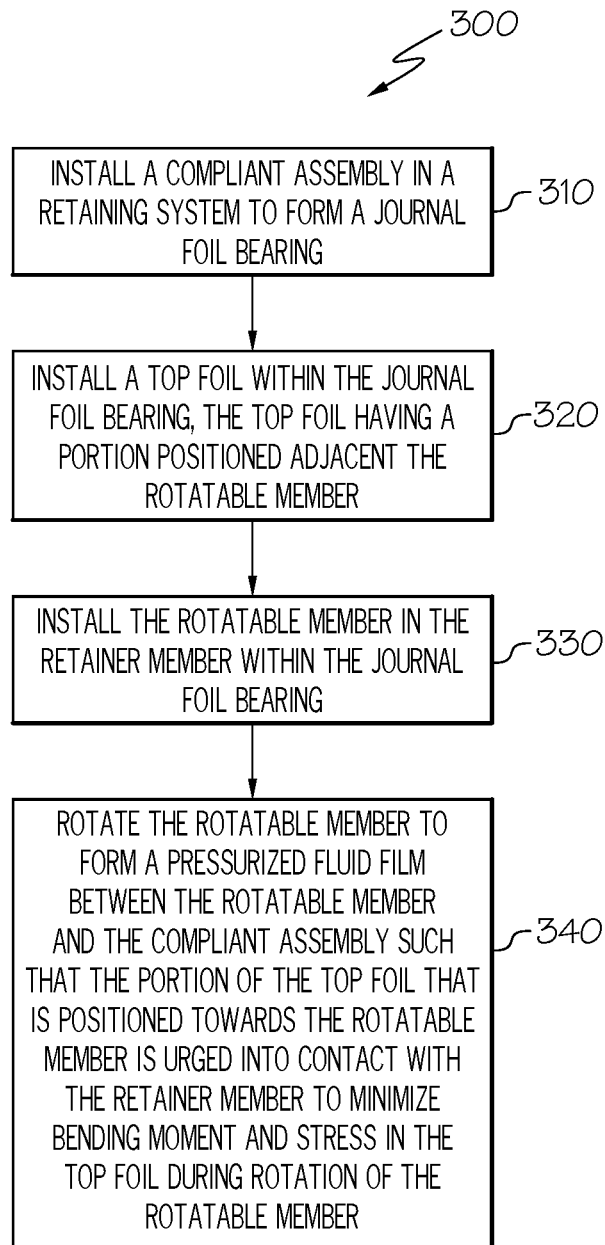 300
INSTALL A COMPLIANT ASSEMBLY IN A
RETAINING SYSTEM TO FORM A JOURNAL
FOIL BEARING
310
INSTALL A TOP FOIL WITHIN THE JOURNAL
FOIL BEARING, THE TOP FOIL HAVING A
PORTION POSITIONED ADJACENT THE
ROTATABLE MEMBER
320
INSTALL THE ROTATABLE MEMBER IN THE
RETAINER MEMBER WITHIN THE JOURNAL
FOIL BEARING
330
ROTATE THE ROTATABLE MEMBER TO
FORM A PRESSURIZED FLUID FILM
BETWEEN THE ROTATABLE MEMBER
AND THE COMPLIANT ASSEMBLY SUCH
THAT THE PORTION OF THE TOP FOIL THAT
IS POSITIONED TOWARDS THE ROTATABLE
MEMBER IS URGED INTO CONTACT WITH
THE RETAINER MEMBER TO MINIMIZE
BENDING MOMENT AND STRESS IN THE
TOP FOIL DURING ROTATION OF THE
ROTATABLE MEMBER
340